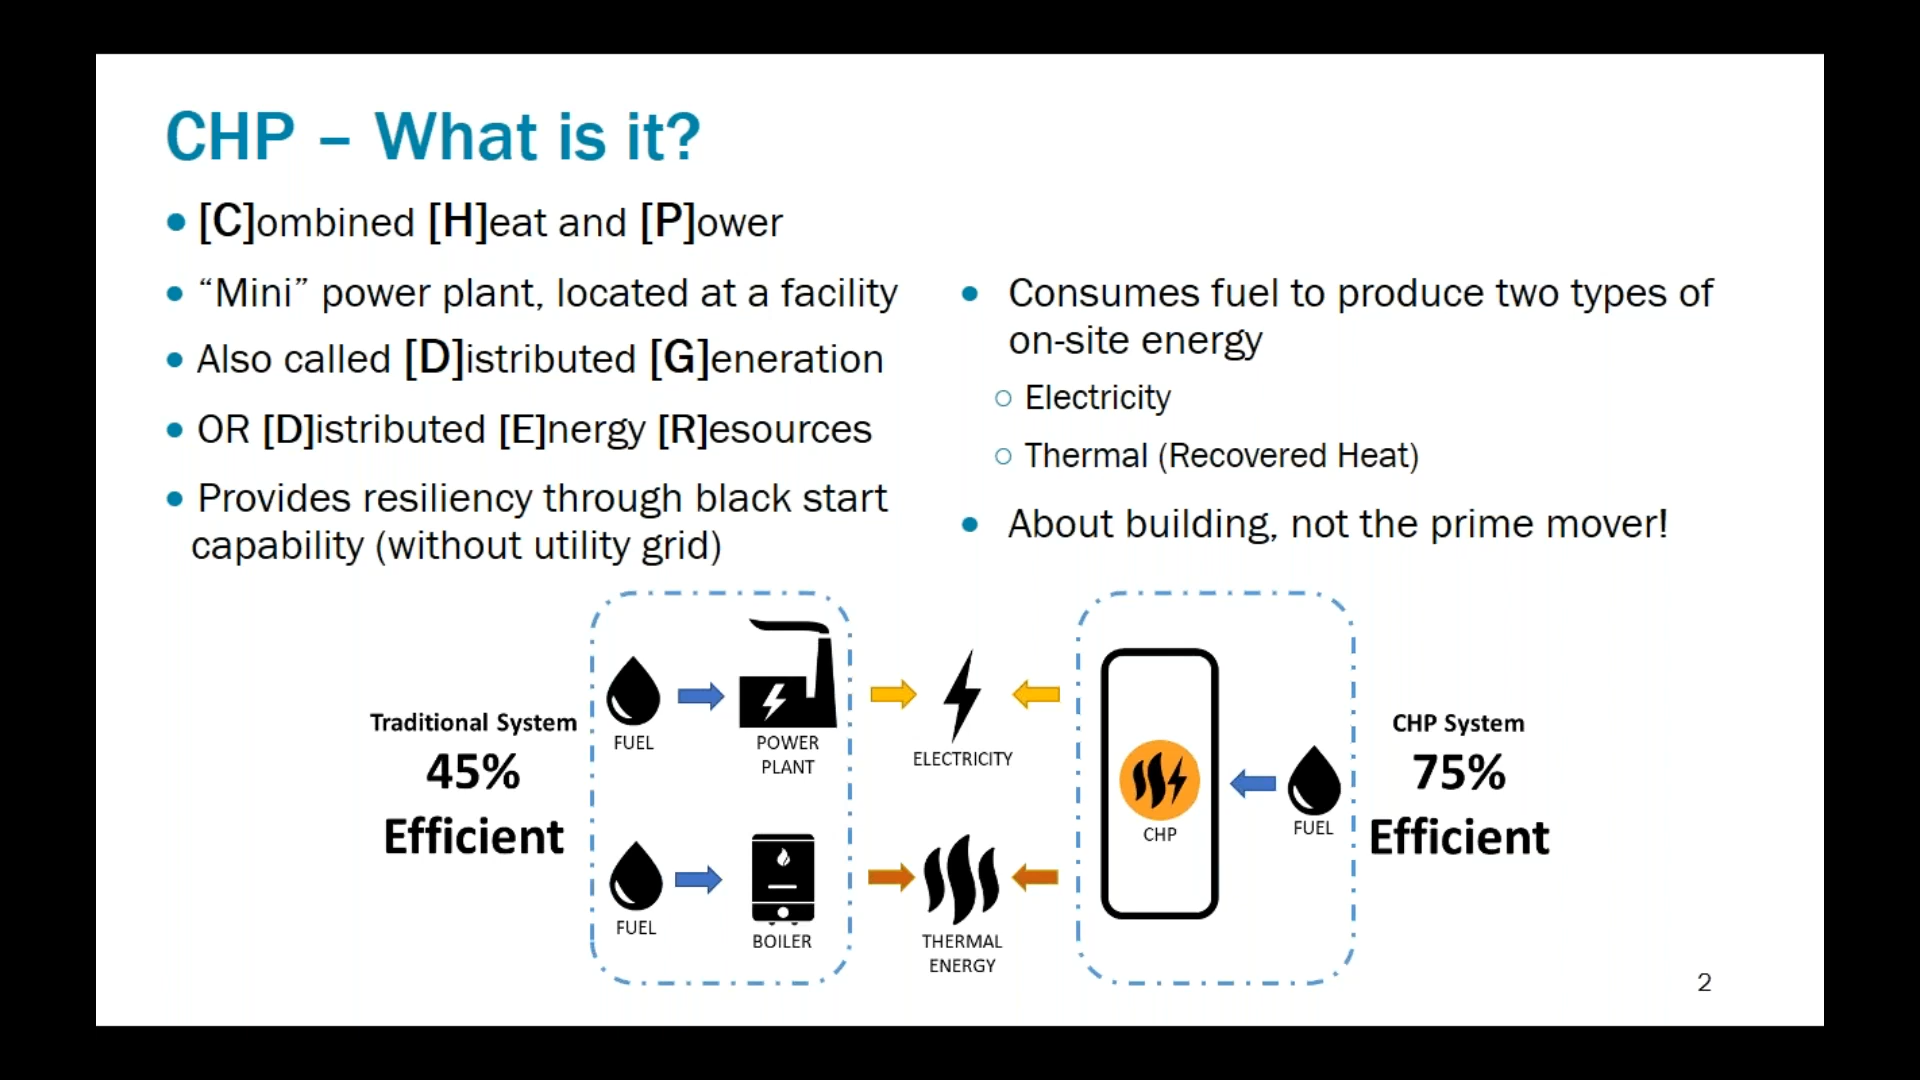 CHP – What is it?
[C]ombined [H]eat and [P]ower
“Mini” power plant, located at a facility
Also called [D]istributed [G]eneration
OR [D]istributed [E]nergy [R]esources
Provides resiliency through black start
capability (without utility grid)
Consumes fuel to produce two types of
on-site energy
Electricity
Thermal (Recovered Heat)
About building, not the prime mover!
Traditional System
45%
Efficient
FUEL
POWER
PLANT
FUEL
BOILER
ELECTRICITY
THERMAL
ENERGY
CHP
FUEL
CHP System
75%
Efficient
2